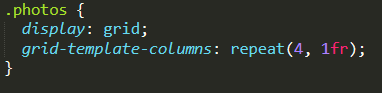 .photos {
  display: grid;
  grid-template-columns: repeat(4, 1fr);
}